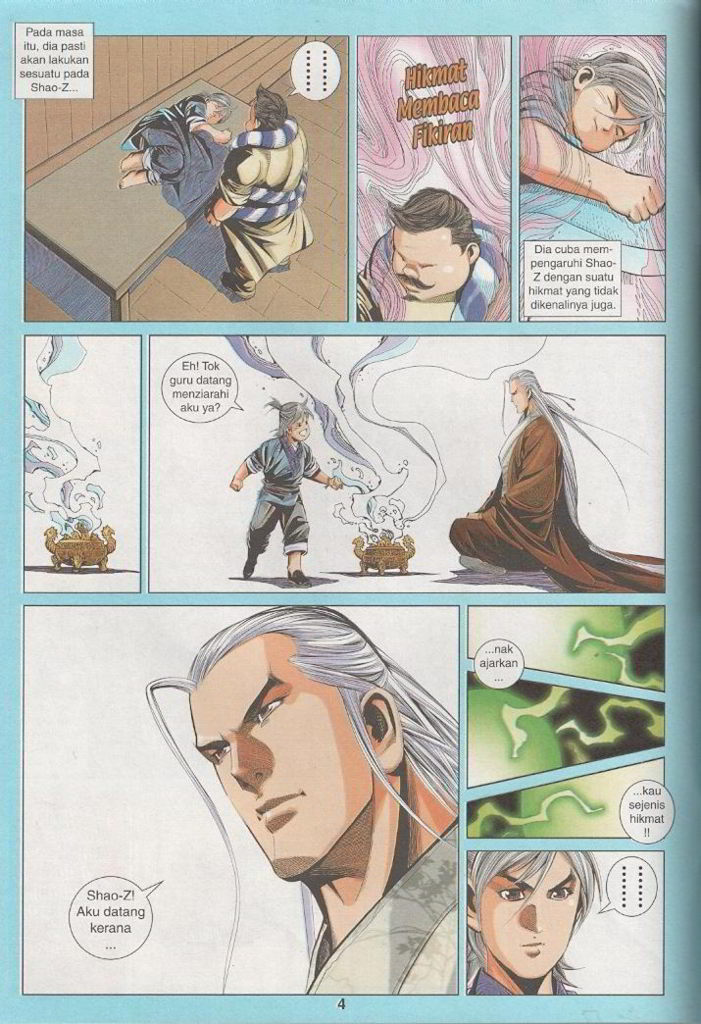 Pada masa
itu, dia pasti
akan lakukan
sesuatu pada
Shao-Z...
Hikmat
Membaca
Fikiran
Dia cuba mem-
pengaruhi Shao-
Z dengan suatu
hikmat yang tidak
dikenalinya juga.
Eh! Tok
guru datang
menziarahi
aku ya?
Shao-Z!
Aku datang
kerana
...
...nak
ajarkan
...
...kau
sejenis
hikmat
!!
4